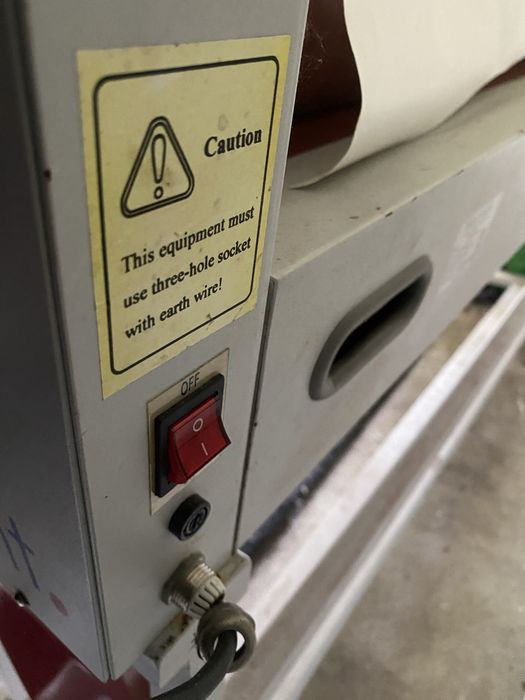 Caution
This equipment must
use three-hole socket
with earth wire!
OFF
O
I